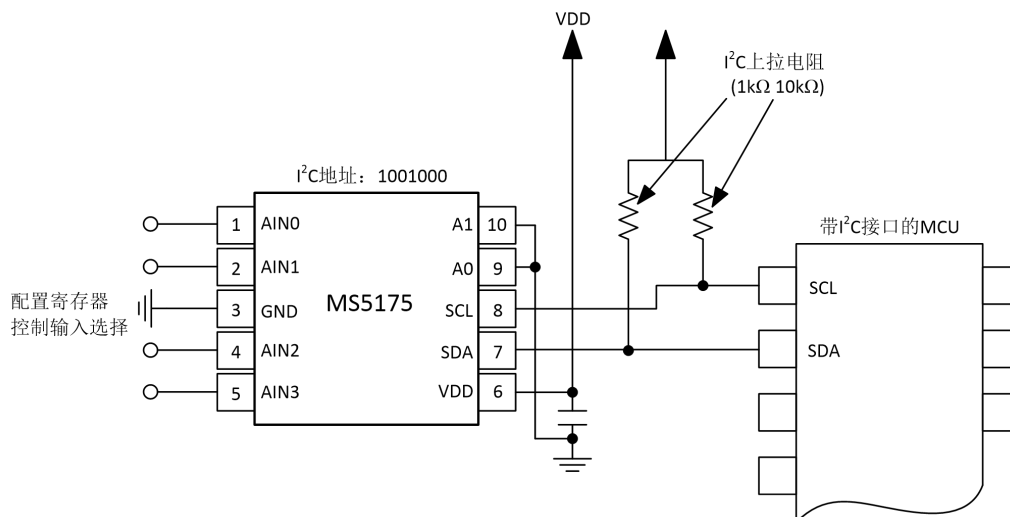 VDD
I²C上拉电阻
(1kΩ 10kΩ)
I²C地址：1001000
1 AIN0
2 AIN1
3 GND
4 AIN2
5 AIN3
MS5175
A1 10
A0 9
SCL 8
SDA 7
VDD 6
配置寄存器
控制输入选择
带I²C接口的MCU
SCL
SDA